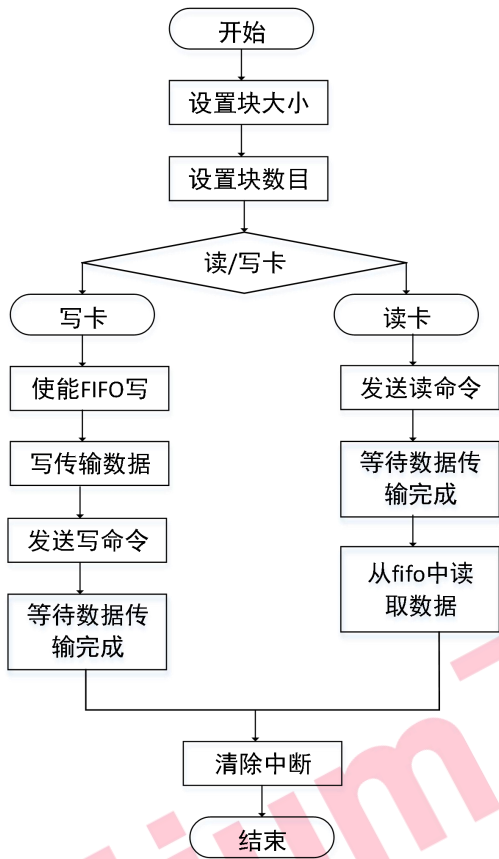 开始
设置块大小
设置块数目
读/写卡
写卡
使能FIFO写
写传输数据
发送写命令
等待数据传
输完成
读卡
发送读命令
等待数据传
输完成
从fifo中读
取数据
清除中断
结束
ium